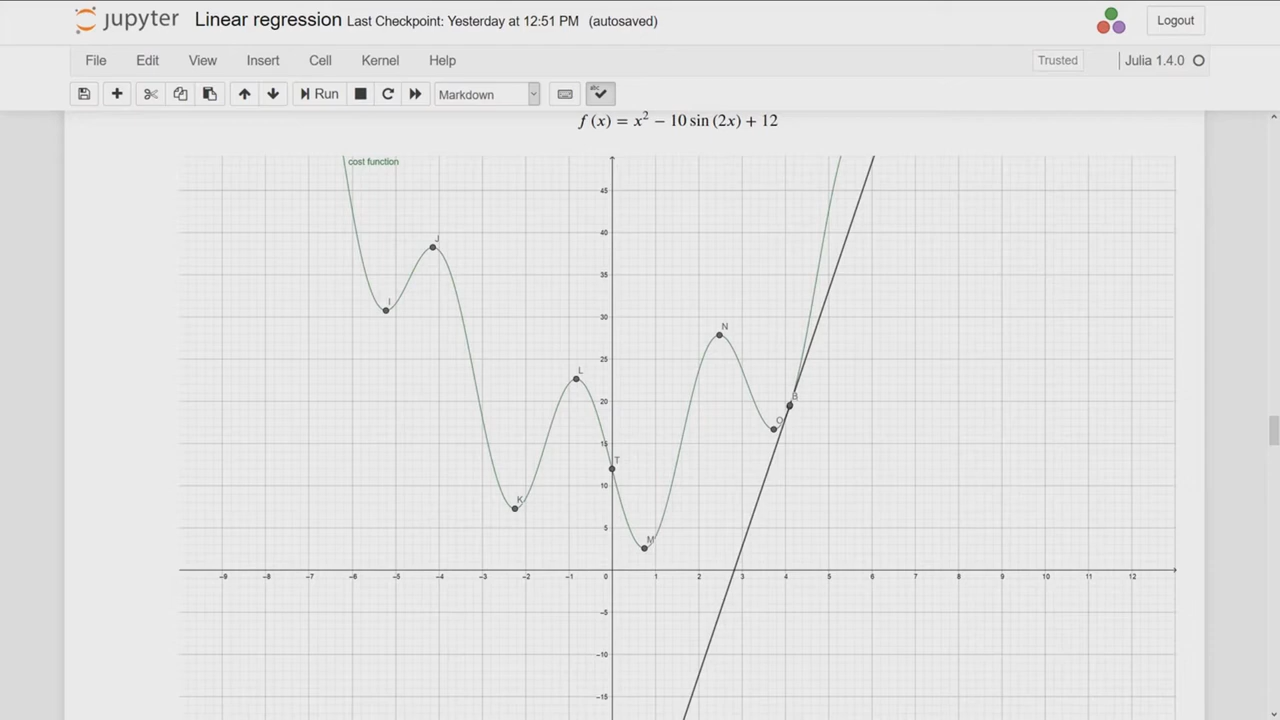 jupyter Linear regression Last Checkpoint: Yesterday at 12:51 PM (autosaved) Logout
File Edit View Insert Cell Kernel Help Trusted Julia 1.4.0
Run Markdown abc
f (x) = x² − 10 sin (2x) + 12
cost function
45
J
40
35
I
30
N
25
L
20
B
O
15
T
10
K
5
M
−9 −8 −7 −6 −5 −4 −3 −2 −1 0 1 2 3 4 5 6 7 8 9 10 11 12
−5
−10
−15